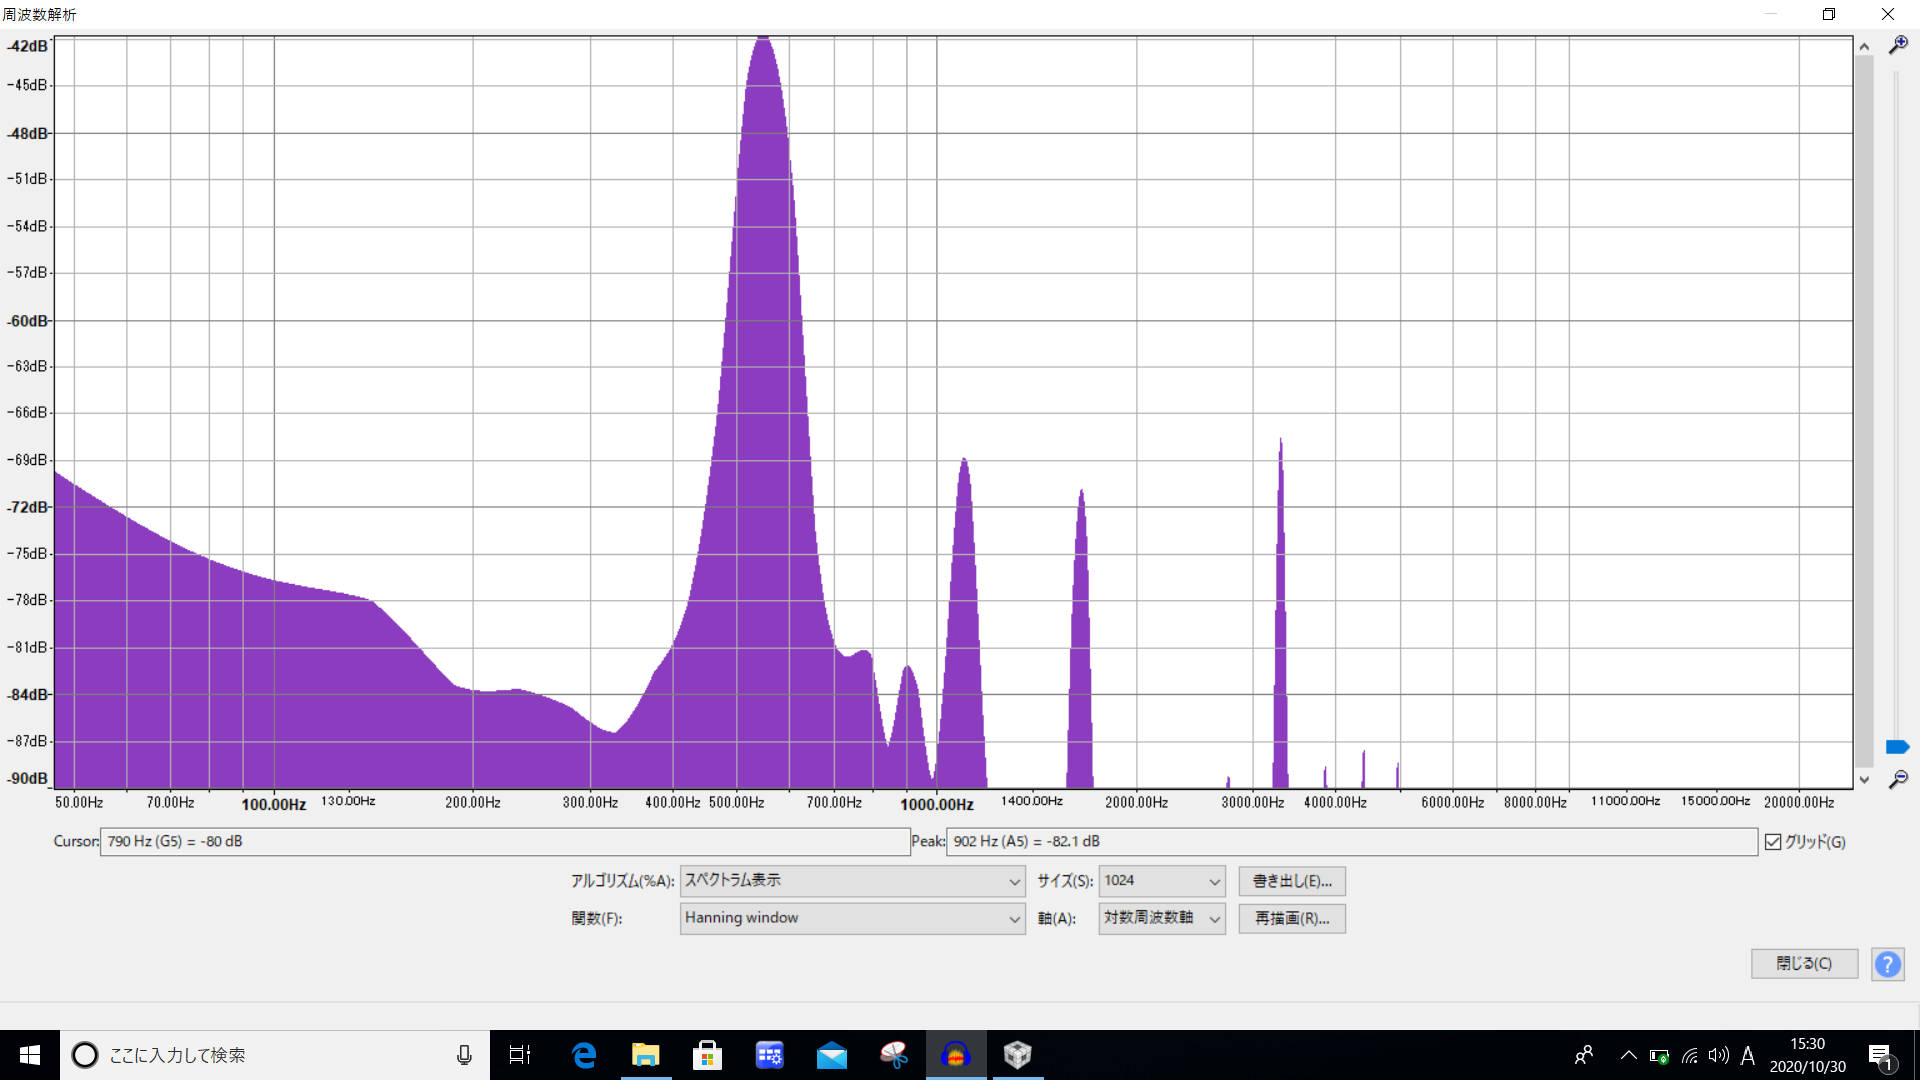 周波数解析
-42dB
-45dB
-48dB
-51dB
-54dB
-57dB
-60dB
-63dB
-66dB
-69dB
-72dB
-75dB
-78dB
-81dB
-84dB
-87dB
-90dB
50.00Hz 70.00Hz 100.00Hz 130.00Hz 200.00Hz 300.00Hz 400.00Hz 500.00Hz 700.00Hz 1000.00Hz 1400.00Hz 2000.00Hz 3000.00Hz 4000.00Hz 6000.00Hz 8000.00Hz 11000.00Hz 15000.00Hz 20000.00Hz
Cursor: 790 Hz (G5) = -80 dB Peak: 902 Hz (A5) = -82.1 dB グリッド(G)
アルゴリズム(%A): スペクトラム表示 サイズ(S): 1024 書き出し(E)...
関数(F): Hanning window 軸(A): 対数周波数軸 再描画(R)...
閉じる(C) ?
ここに入力して検索 A 15:30
2020/10/30 1